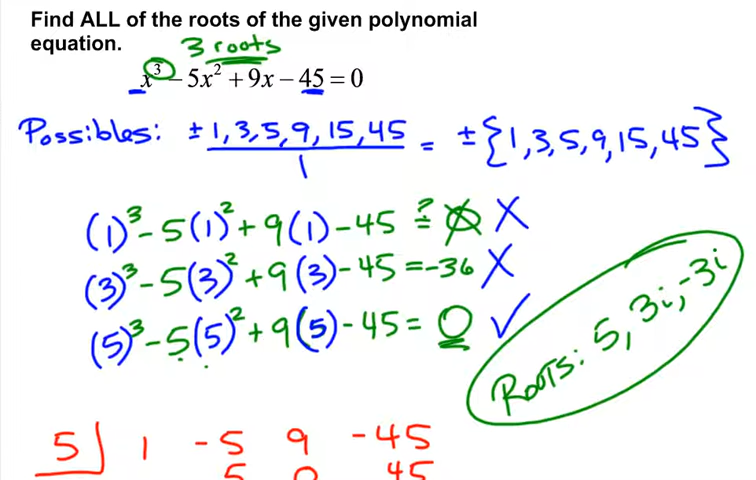 Find ALL of the roots of the given polynomial
equation.
3 roots
x³ – 5x² + 9x – 45 = 0
Possibles: ± 1, 3, 5, 9, 15, 45 / 1 = ± {1, 3, 5, 9, 15, 45}
(1)³ - 5(1)² + 9(1) - 45 ≟ 0 X
(3)³ - 5(3)² + 9(3) - 45 = -36 X
(5)³ - 5(5)² + 9(5) - 45 = 0 ✓
Roots: 5, 3i, -3i
5 | 1 -5 9 -45
5 0 45